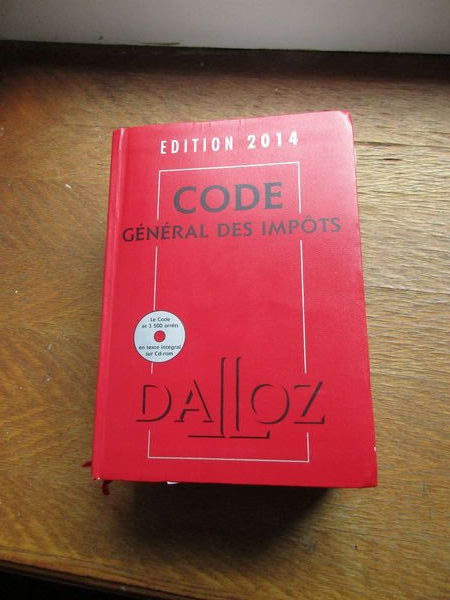 EDITION 2014
CODE
GÉNÉRAL DES IMPÔTS
Le Code
et 3 500 arrêts
en texte intégral
sur Cd-rom
DALLOZ